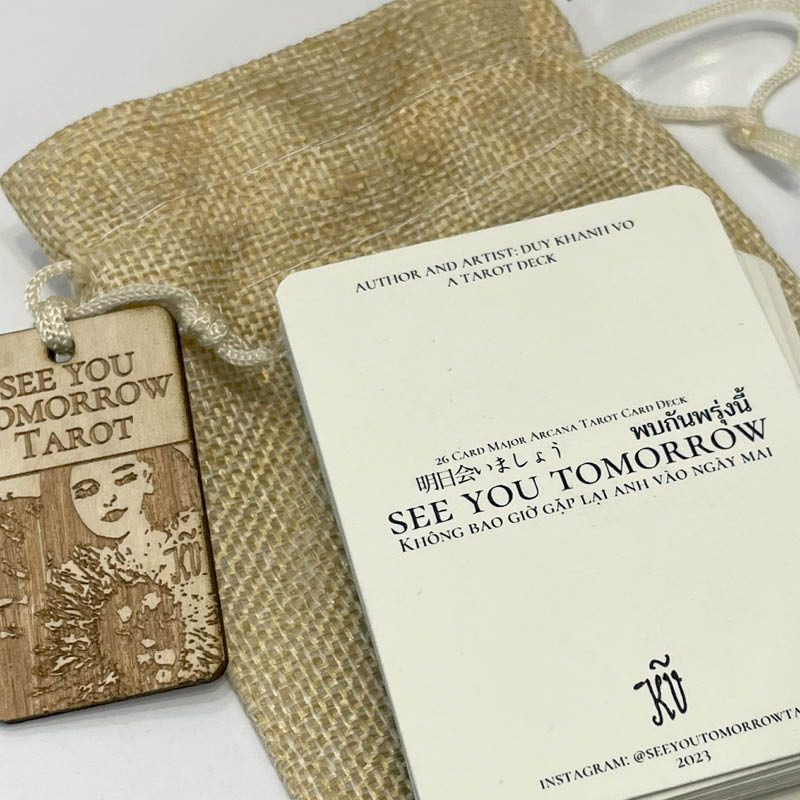 SEE YOU
TOMORROW
TAROT
AUTHOR AND ARTIST: DUY KHANH VO
A TAROT DECK
26 CARD MAJOR ARCANA TAROT CARD DECK
明日会いましょう
พบกันพรุ่งนี้
SEE YOU TOMORROW
KHÔNG BAO GIỜ GẶP LẠI ANH VÀO NGÀY MAI
INSTAGRAM: @SEEYOUTOMORROWTA
2023